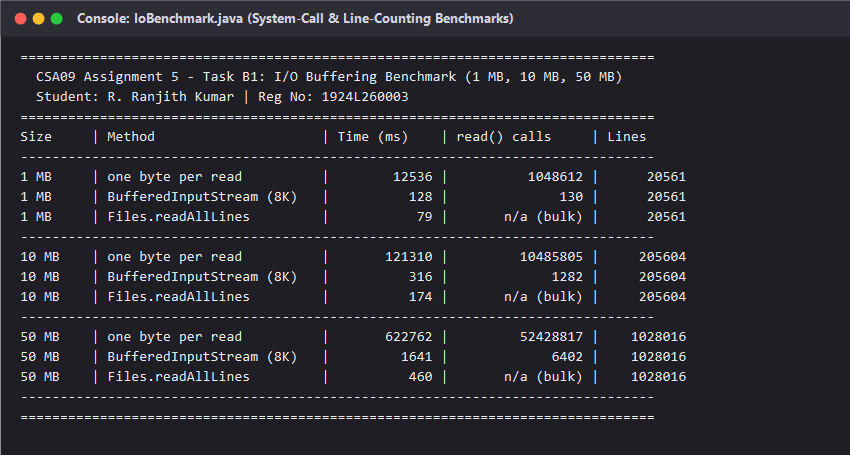 Console: IoBenchmark.java (System-Call & Line-Counting Benchmarks)
===============================================================================
CSA09 Assignment 5 - Task B1: I/O Buffering Benchmark (1 MB, 10 MB, 50 MB)
Student: R. Ranjith Kumar | Reg No: 1924L260003
===============================================================================
Size | Method | Time (ms) | read() calls | Lines
-------------------------------------------------------------------------------
1 MB | one byte per read | 12536 | 1048612 | 20561
1 MB | BufferedInputStream (8K) | 128 | 130 | 20561
1 MB | Files.readAllLines | 79 | n/a (bulk) | 20561
-------------------------------------------------------------------------------
10 MB | one byte per read | 121310 | 10485805 | 205604
10 MB | BufferedInputStream (8K) | 316 | 1282 | 205604
10 MB | Files.readAllLines | 174 | n/a (bulk) | 205604
-------------------------------------------------------------------------------
50 MB | one byte per read | 622762 | 52428817 | 1028016
50 MB | BufferedInputStream (8K) | 1641 | 6402 | 1028016
50 MB | Files.readAllLines | 460 | n/a (bulk) | 1028016
-------------------------------------------------------------------------------
===============================================================================